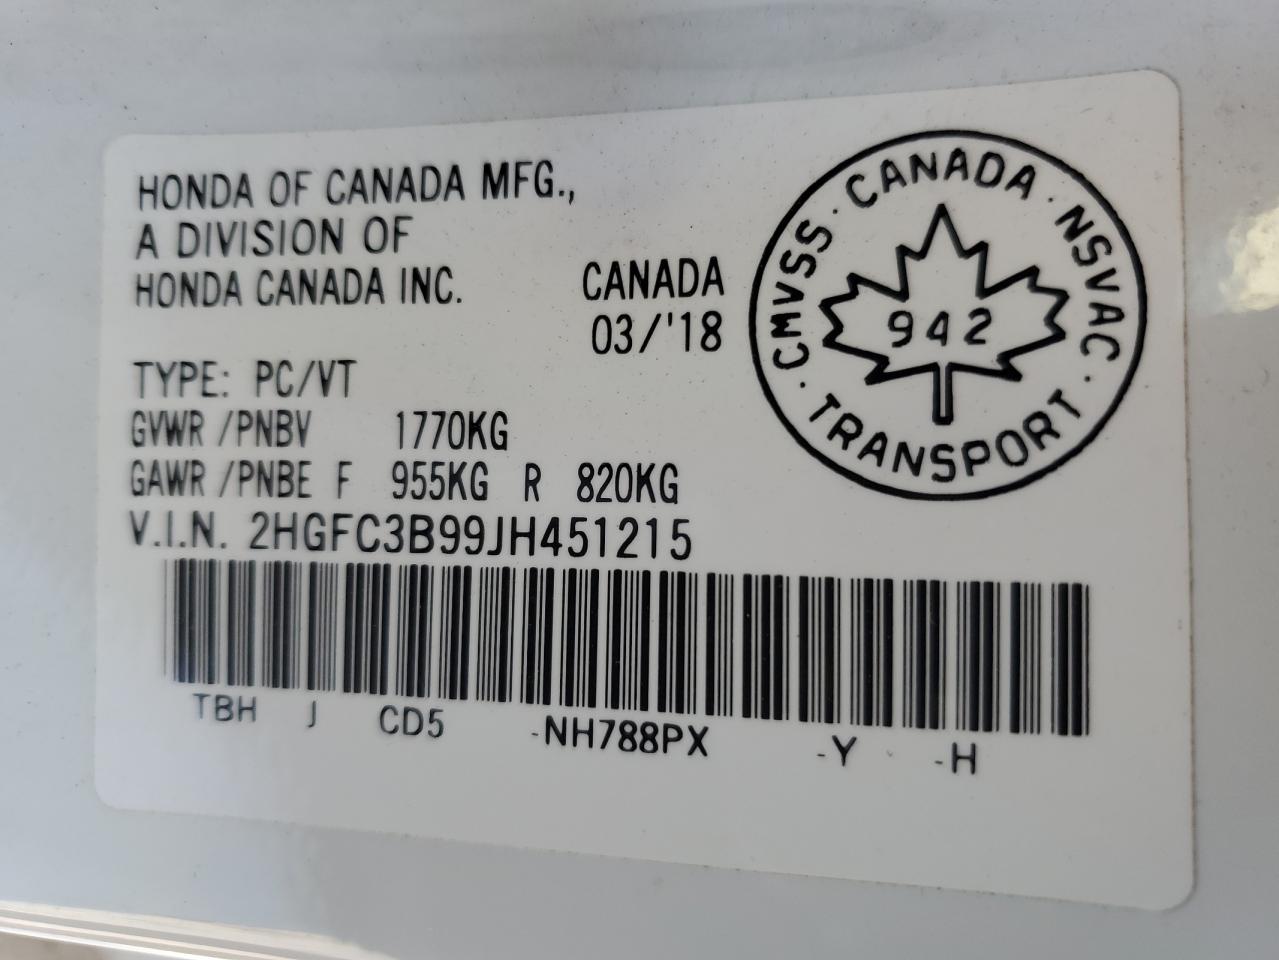 HONDA OF CANADA MFG.,
A DIVISION OF
HONDA CANADA INC.
CANADA
03/'18
TYPE: PC/VT
GVWR /PNBV 1770KG
GAWR /PNBE F 955KG R 820KG
V.I.N. 2HGFC3B99JH451215
TBH J CD5 -NH788PX -Y -H
CMVSS · CANADA · NSVAC ·
942
TRANSPORT ·